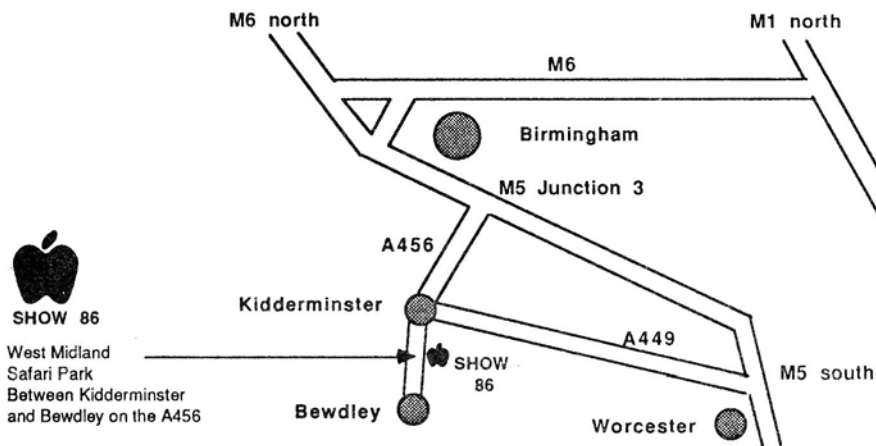 M6 north
M1 north
M6
Birmingham
M5 Junction 3
A456
SHOW 86
Kidderminster
A449
West Midland
Safari Park
Between Kidderminster
and Bewdley on the A456
SHOW
86
M5 south
Bewdley
Worcester